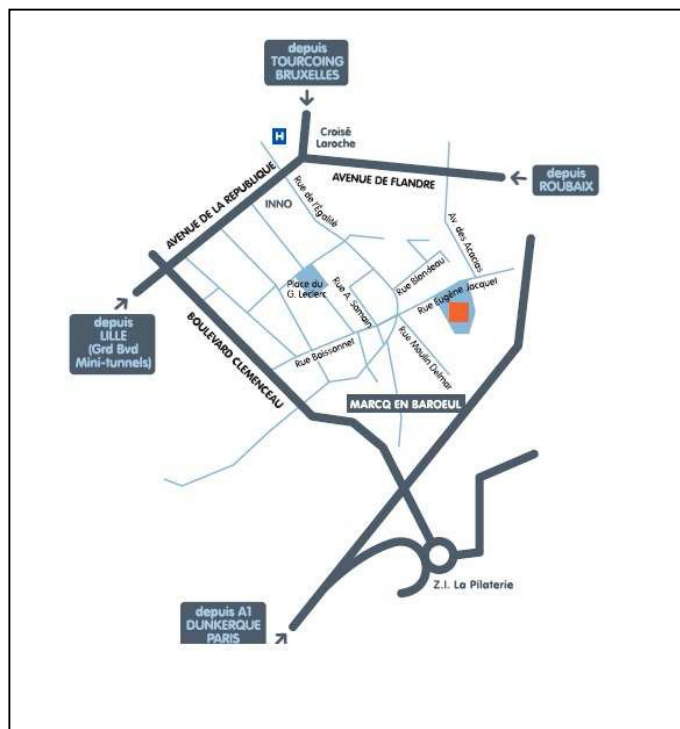 depuis
TOURCOING
BRUXELLES
H
Croisé
Laroche
AVENUE DE LA REPUBLIQUE
AVENUE DE FLANDRE
depuis
ROUBAIX
INNO
Rue de l'Égalité
Av. des Acacias
Place du
G. Leclerc
Rue A. Samain
Rue Blondeau
Rue Eugène Jacquet
depuis
LILLE
(Grd Bvd
Mini-tunnels)
BOULEVARD CLEMENCEAU
Rue Boissonnet
Rue Moulin Delmar
MARCQ EN BAROEUL
Z.I. La Pilaterie
depuis A1
DUNKERQUE
PARIS